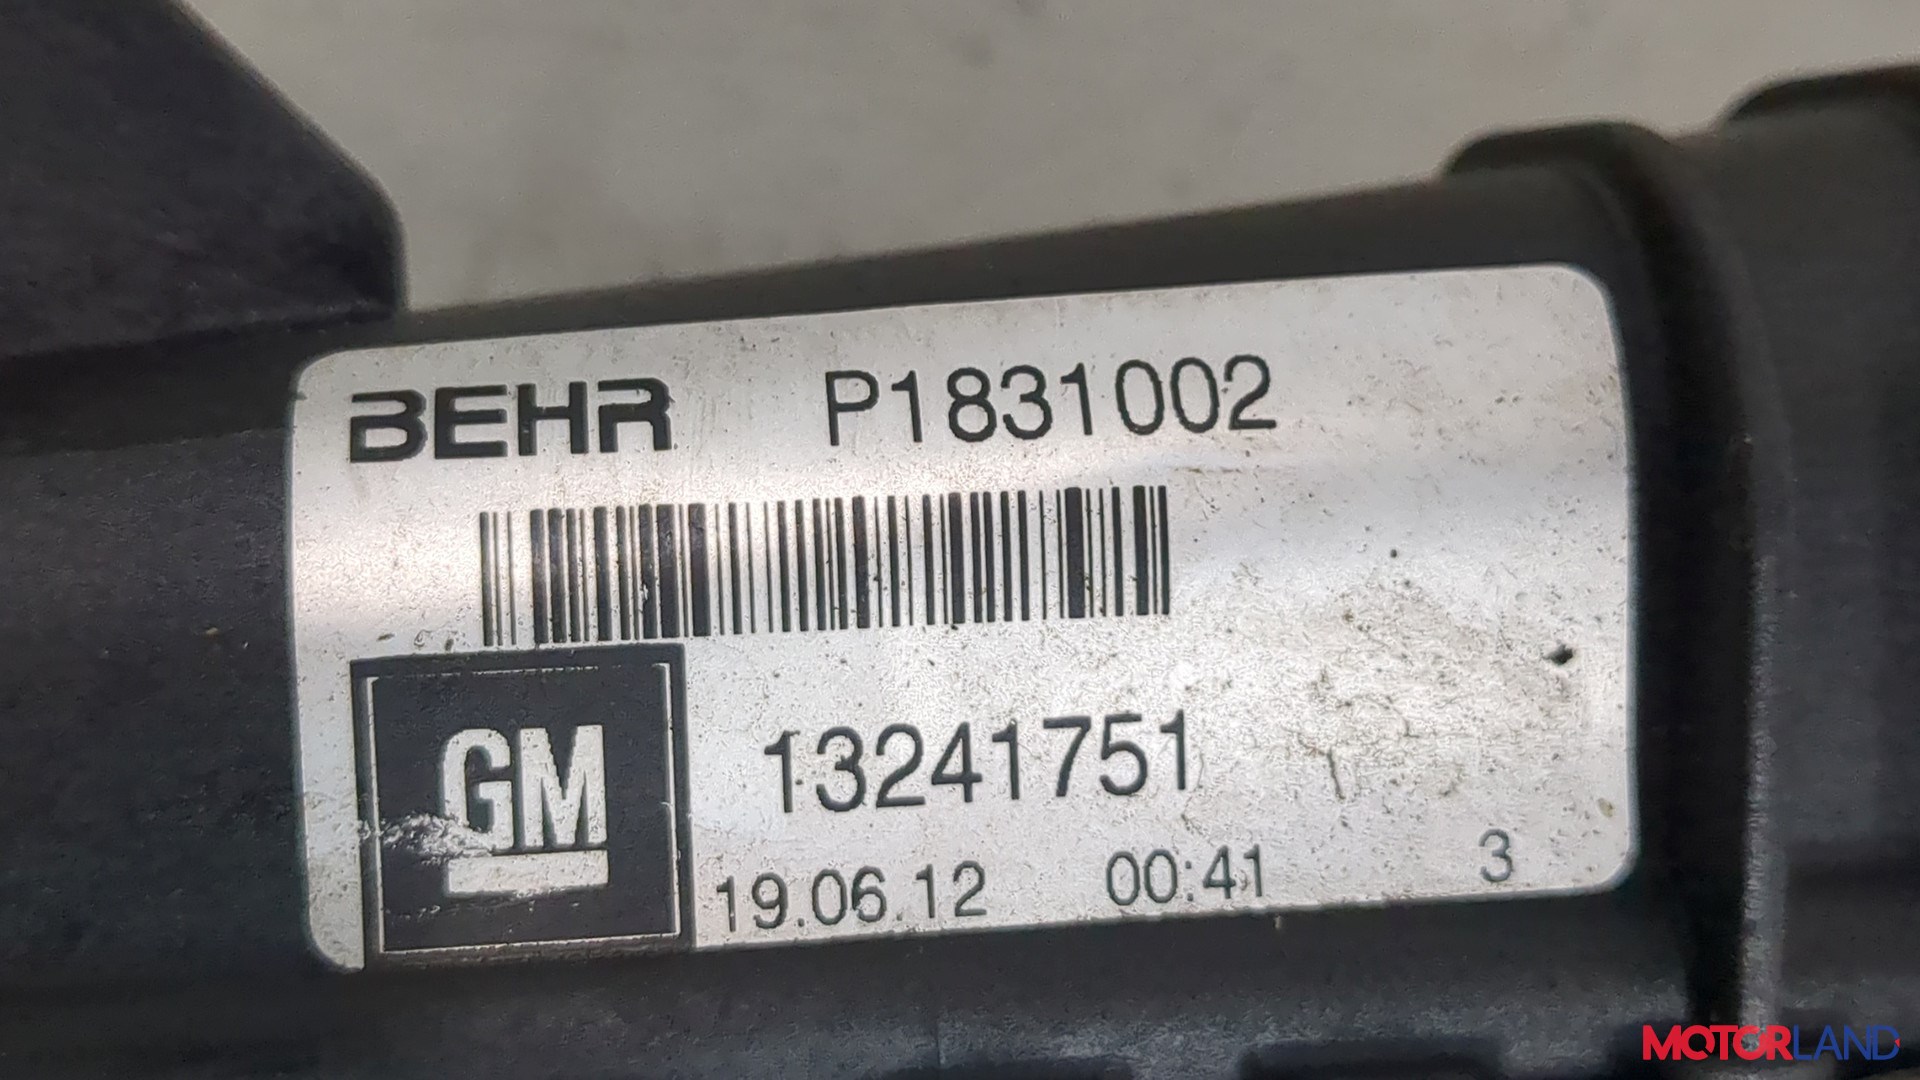 BEHR P1831002
GM 13241751
19.06.12 00:41 3
MOTORLAND